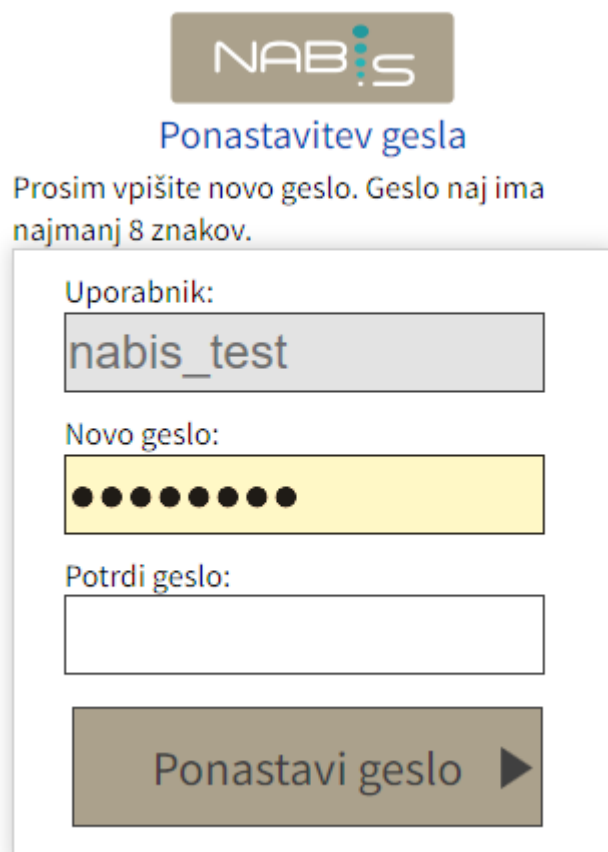 NABIS
Ponastavitev gesla
Prosim vpišite novo geslo. Geslo naj ima
najmanj 8 znakov.
Uporabnik:
nabis_test
Novo geslo:
●●●●●●●●
Potrdi geslo:
Ponastavi geslo